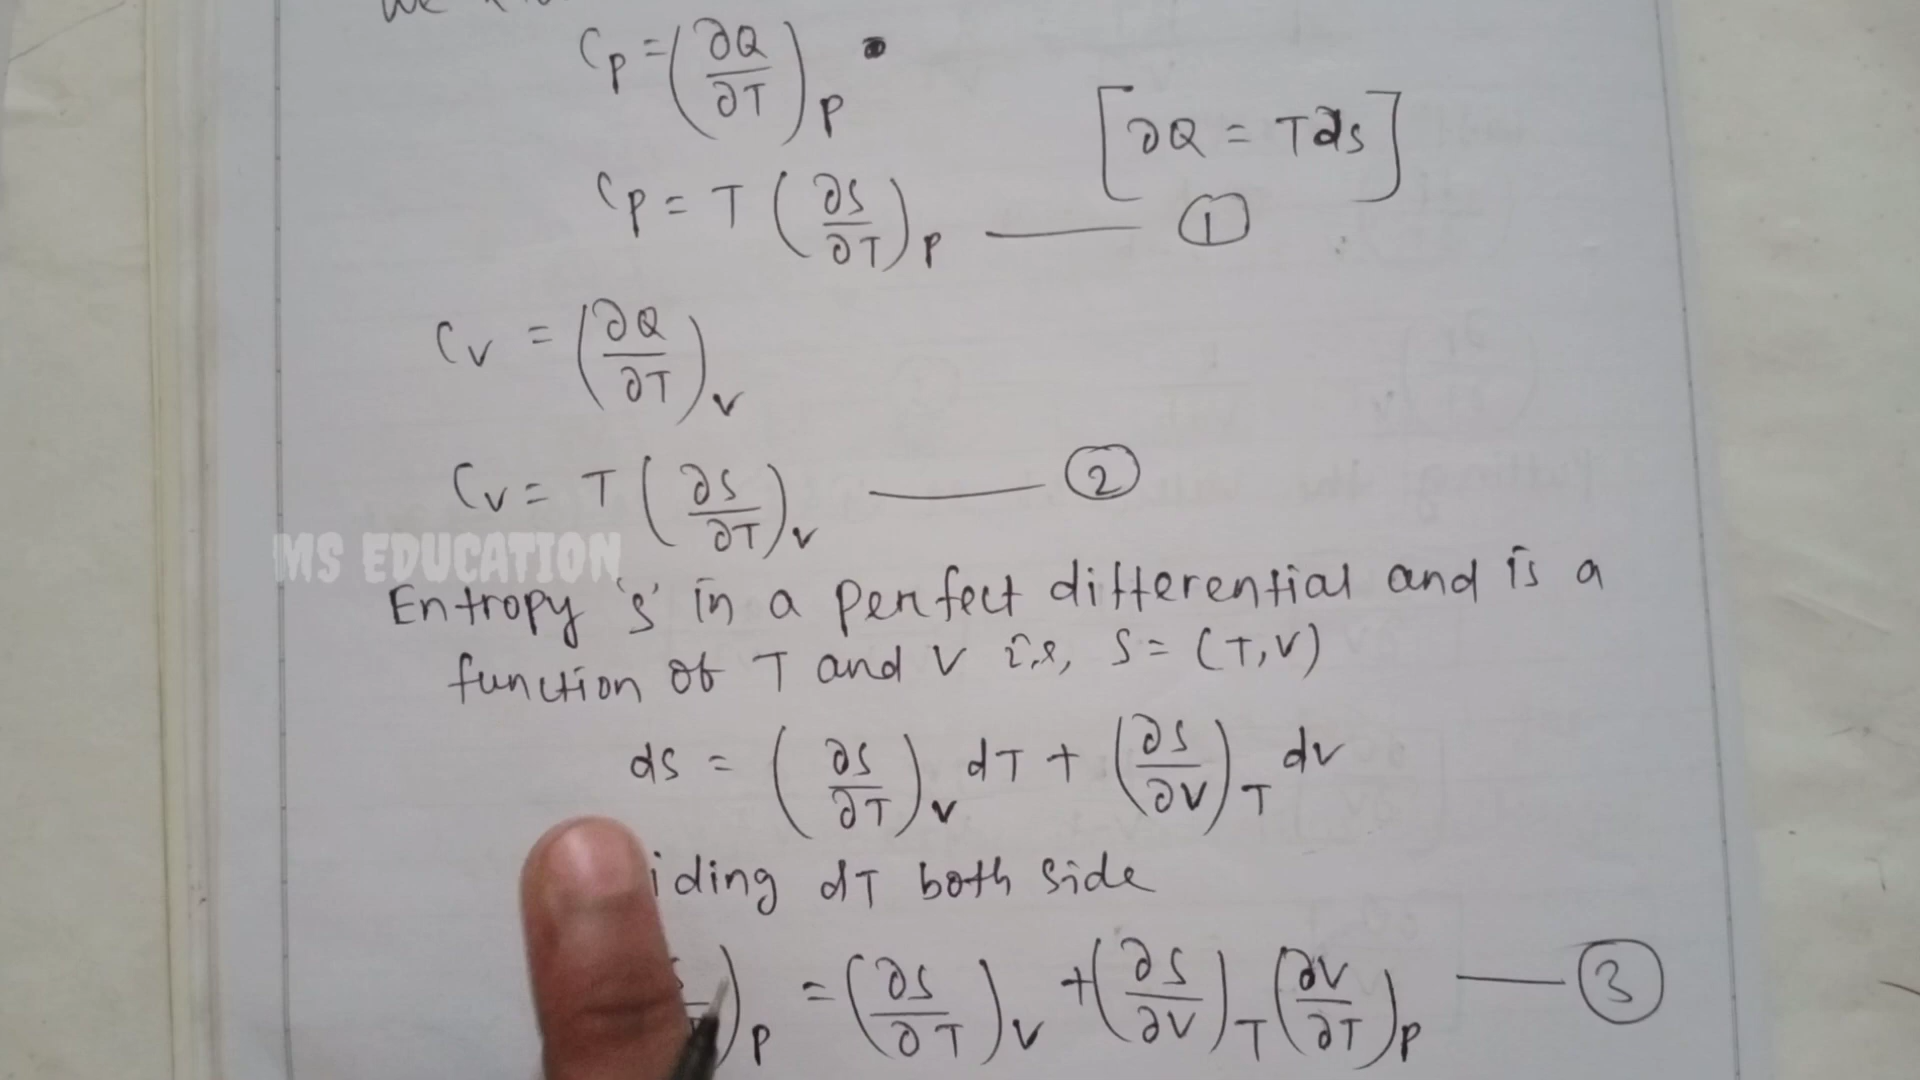 Cp = (∂Q/∂T)p
[∂Q = T∂s]
Cp = T (∂S/∂T)p —— ①
Cv = (∂Q/∂T)v
Cv = T (∂S/∂T)v —— ②
MS EDUCATION
Entropy 's' in a perfect differential and is a
function of T and V i.e, S = (T,V)
ds = (∂S/∂T)v dT + (∂S/∂V)T dv
iding dT both side
)p = (∂S/∂T)v + (∂S/∂V)T (∂V/∂T)p —— ③